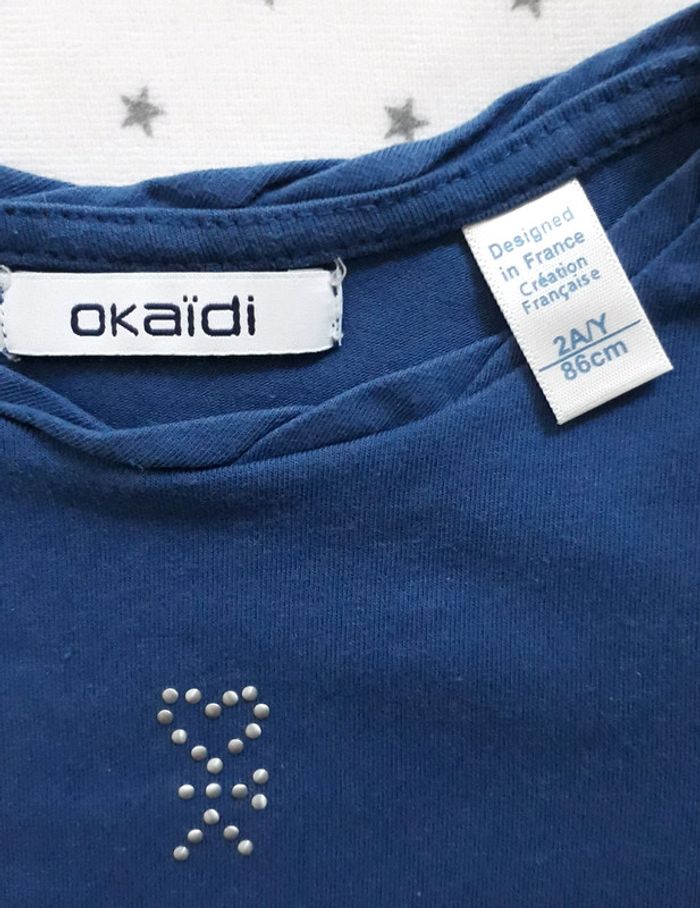 okaïdi
Designed
in France
Création
Française
2A/Y
86cm